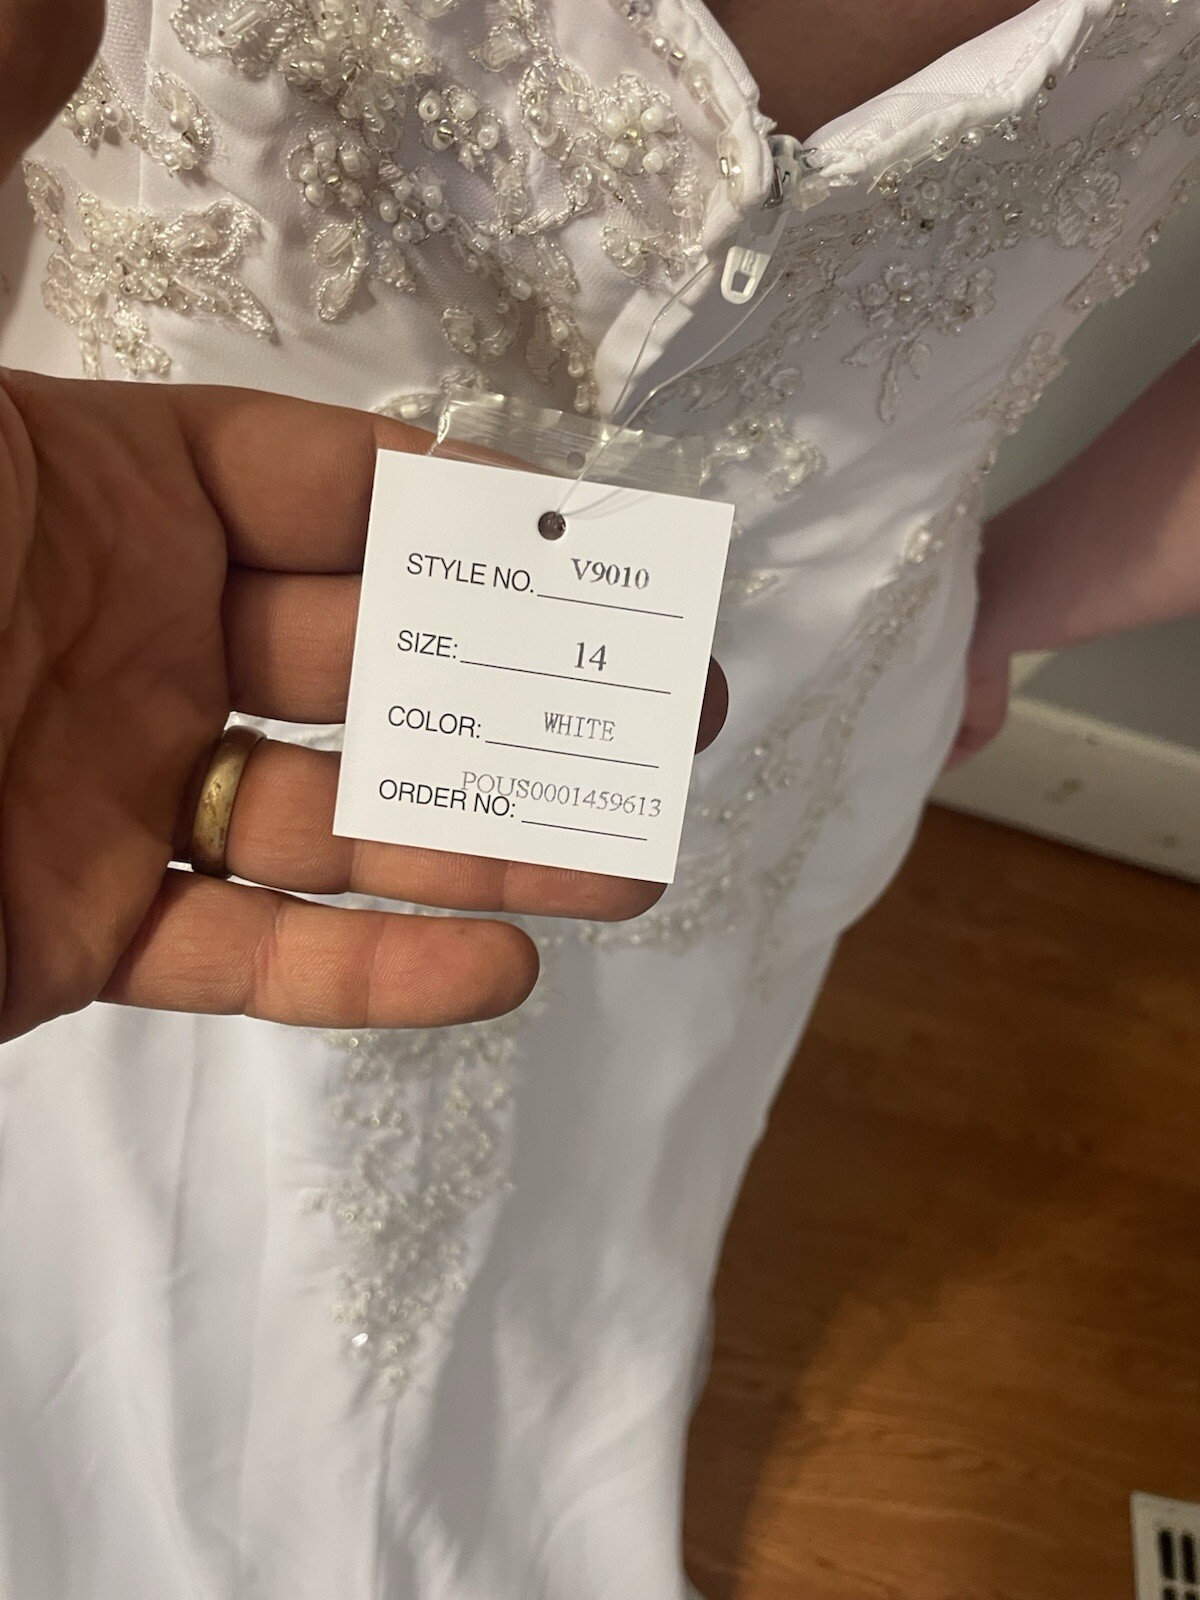 STYLE NO. V9010
SIZE: 14
COLOR: WHITE
ORDER NO: POUS0001459613